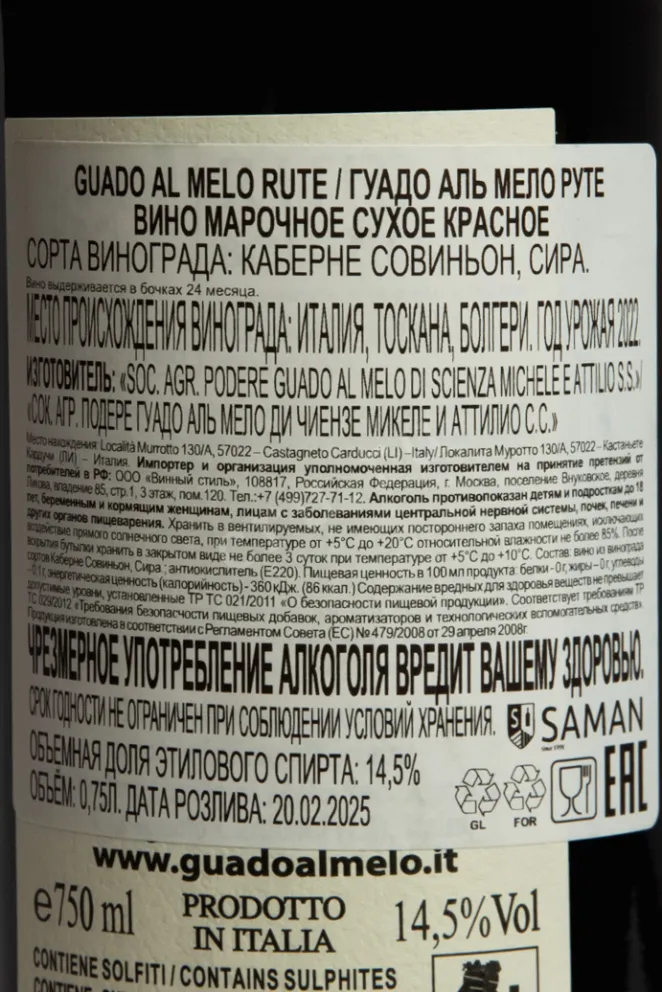 GUADO AL MELO RUTE / ГУАДО АЛЬ МЕЛО РУТЕ
ВИНО МАРОЧНОЕ СУХОЕ КРАСНОЕ
СОРТА ВИНОГРАДА: КАБЕРНЕ СОВИНЬОН, СИРА.
Вино выдерживается в бочках 24 месяца.
МЕСТО ПРОИСХОЖДЕНИЯ ВИНОГРАДА: ИТАЛИЯ, ТОСКАНА, БОЛГЕРИ. ГОД УРОЖАЯ 2022.
ИЗГОТОВИТЕЛЬ: «SOC. AGR. PODERE GUADO AL MELO DI SCIENZA MICHELE E ATTILIO S.S.»/
«СОК. АГР. ПОДЕРЕ ГУАДО АЛЬ МЕЛО ДИ ЧИЕНЗЕ МИКЕЛЕ И АТТИЛИО С.С.»
Место нахождения: Località Murrotto 130/A, 57022 – Castagneto Carducci (LI) –Italy/ Локалита Муротто 130/А, 57022 - Кастаньете
Кардучи (ЛИ) – Италия. Импортер и организация уполномоченная изготовителем на принятие претензий от
потребителей в РФ: ООО «Винный стиль», 108817, Российская Федерация, г. Москва, поселение Внуковское, деревня
Ликова, владение 85, стр.1, 3 этаж, пом.120. Тел.:+7 (499)727-71-12. Алкоголь противопоказан детям и подросткам до 18
лет, беременным и кормящим женщинам, лицам с заболеваниями центральной нервной системы, почек, печени и
других органов пищеварения. Хранить в вентилируемых, не имеющих постороннего запаха помещениях, исключающих
воздействие прямого солнечного света, при температуре от +5°C до +20°C относительной влажности не более 85%. После
вскрытия бутылки хранить в закрытом виде не более 3 суток при температуре от +5°C до +10°C. Состав: вино из винограда
сортов Каберне Совиньон, Сира ; антиокислитель (Е220). Пищевая ценность в 100 мл продукта: белки - 0г, жиры – 0г, углеводы
–0.1г, энергетическая ценность (калорийность) - 360 кДж. (86 ккал.) Содержание вредных для здоровья веществ не превышает
допустимые уровни, установленные ТР ТС 021/2011 «О безопасности пищевой продукции». Соответствует требованиям ТР
ТС 029/2012 «Требования безопасности пищевых добавок, ароматизаторов и технологических вспомогательных средств».
Продукция изготовлена в соответствии с Регламентом Совета (ЕС) № 479/2008 от 29 апреля 2008г.
ЧРЕЗМЕРНОЕ УПОТРЕБЛЕНИЕ АЛКОГОЛЯ ВРЕДИТ ВАШЕМУ ЗДОРОВЬЮ.
СРОК ГОДНОСТИ НЕ ОГРАНИЧЕН ПРИ СОБЛЮДЕНИИ УСЛОВИЙ ХРАНЕНИЯ.
SAMAN
ОБЪЕМНАЯ ДОЛЯ ЭТИЛОВОГО СПИРТА: 14,5%
ОБЪЁМ: 0,75Л. ДАТА РОЗЛИВА: 20.02.2025
GL FOR EAC
www.guadoalmelo.it
e750 ml PRODOTTO IN ITALIA 14,5%Vol
CONTIENE SOLFITI / CONTAINS SULPHITES